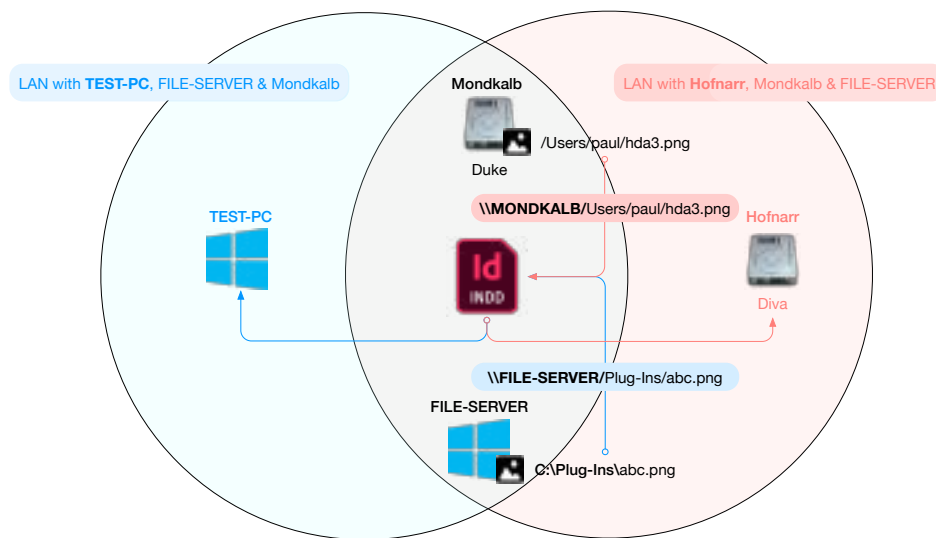 LAN with TEST-PC, FILE-SERVER & Mondkalb
Mondkalb
LAN with Hofnarr, Mondkalb & FILE-SERVER
/Users/paul/hda3.png
Duke
\\MONDKALB/Users/paul/hda3.png
TEST-PC
Hofnarr
Id
INDD
Diva
\\FILE-SERVER/Plug-Ins/abc.png
FILE-SERVER
C:\Plug-Ins\abc.png